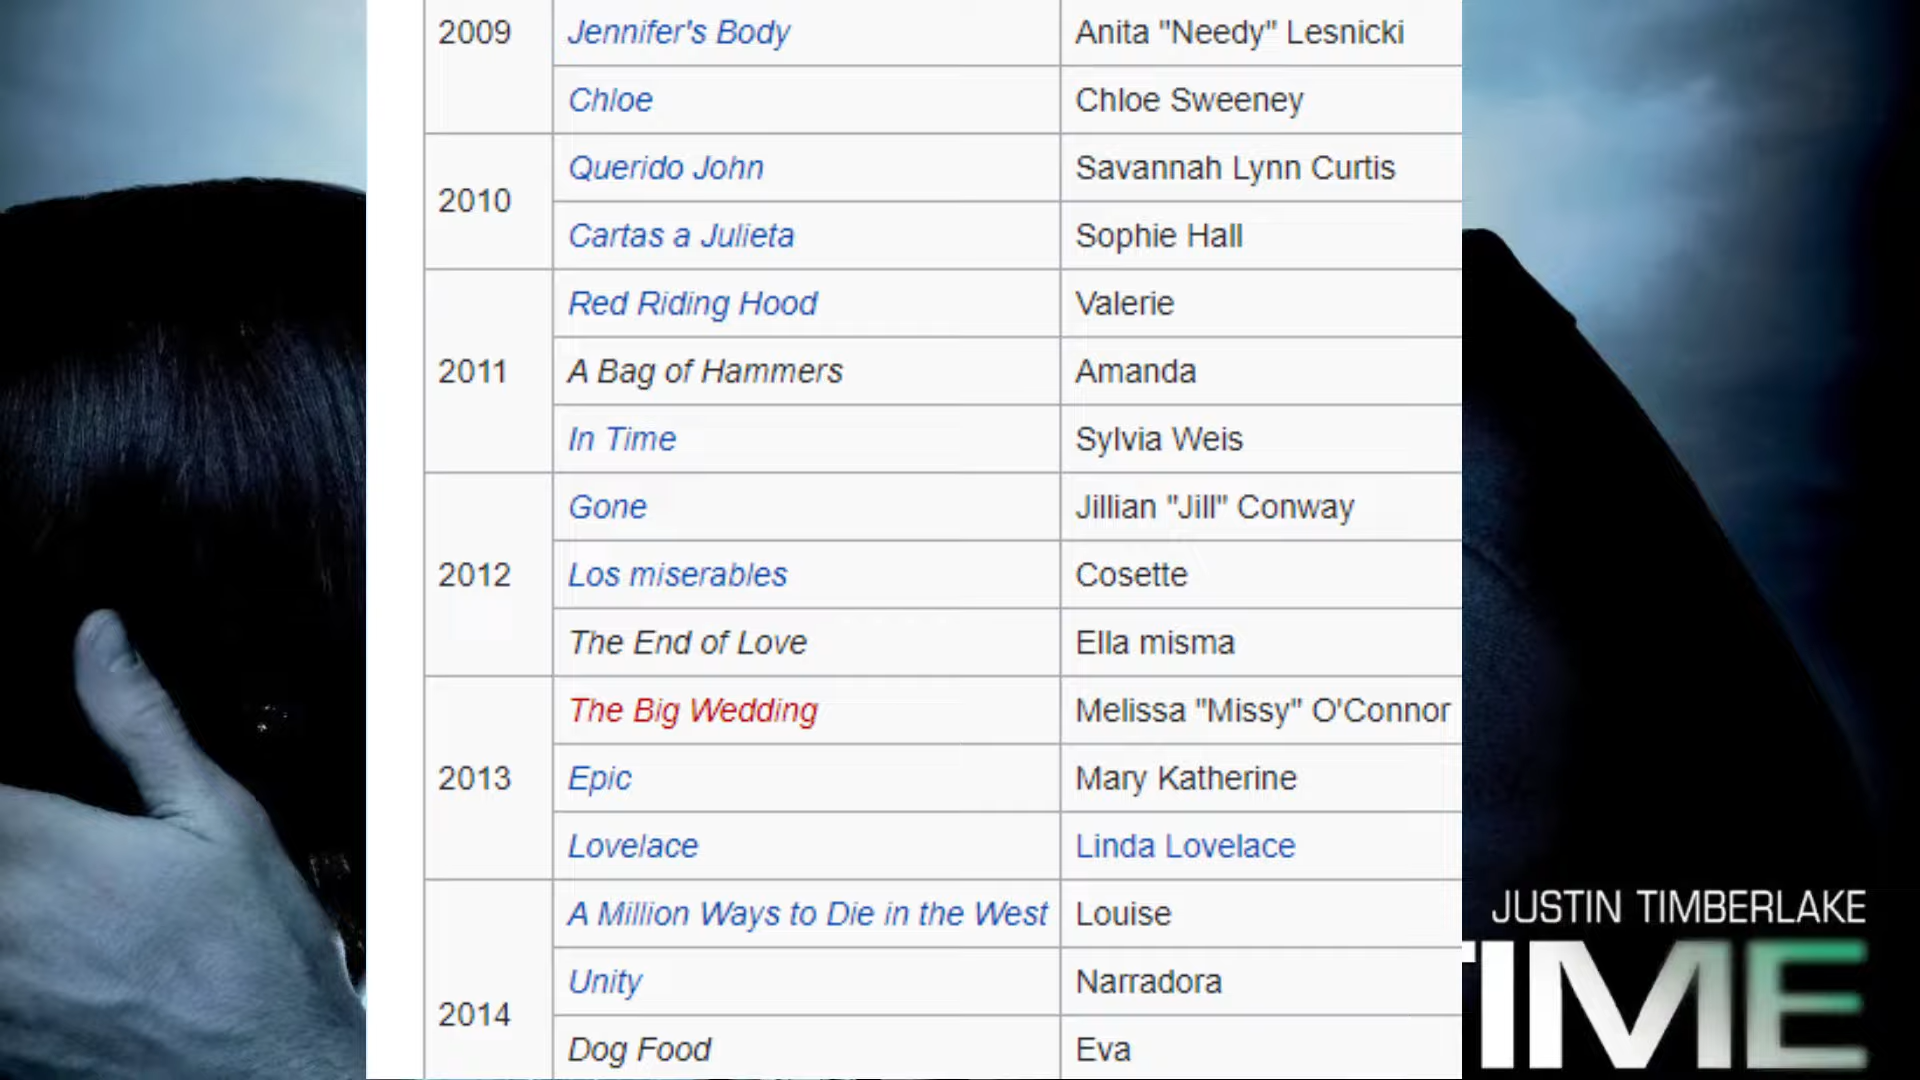 2009
Jennifer's Body Anita "Needy" Lesnicki
Chloe Chloe Sweeney
2010
Querido John Savannah Lynn Curtis
Cartas a Julieta Sophie Hall
2011
Red Riding Hood Valerie
A Bag of Hammers Amanda
In Time Sylvia Weis
2012
Gone Jillian "Jill" Conway
Los miserables Cosette
The End of Love Ella misma
2013
The Big Wedding Melissa "Missy" O'Connor
Epic Mary Katherine
Lovelace Linda Lovelace
2014
A Million Ways to Die in the West Louise
Unity Narradora
Dog Food Eva
JUSTIN TIMBERLAKE
TIME